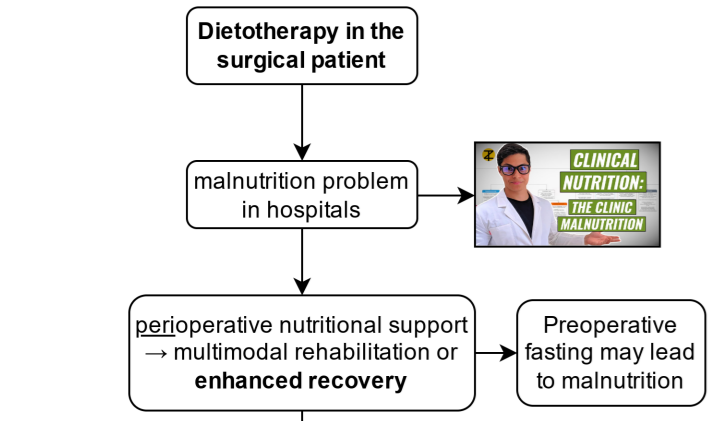 Dietotherapy in the
surgical patient
malnutrition problem
in hospitals
CLINICAL
NUTRITION:
THE CLINIC
MALNUTRITION
perioperative nutritional support
→ multimodal rehabilitation or
enhanced recovery
Preoperative
fasting may lead
to malnutrition